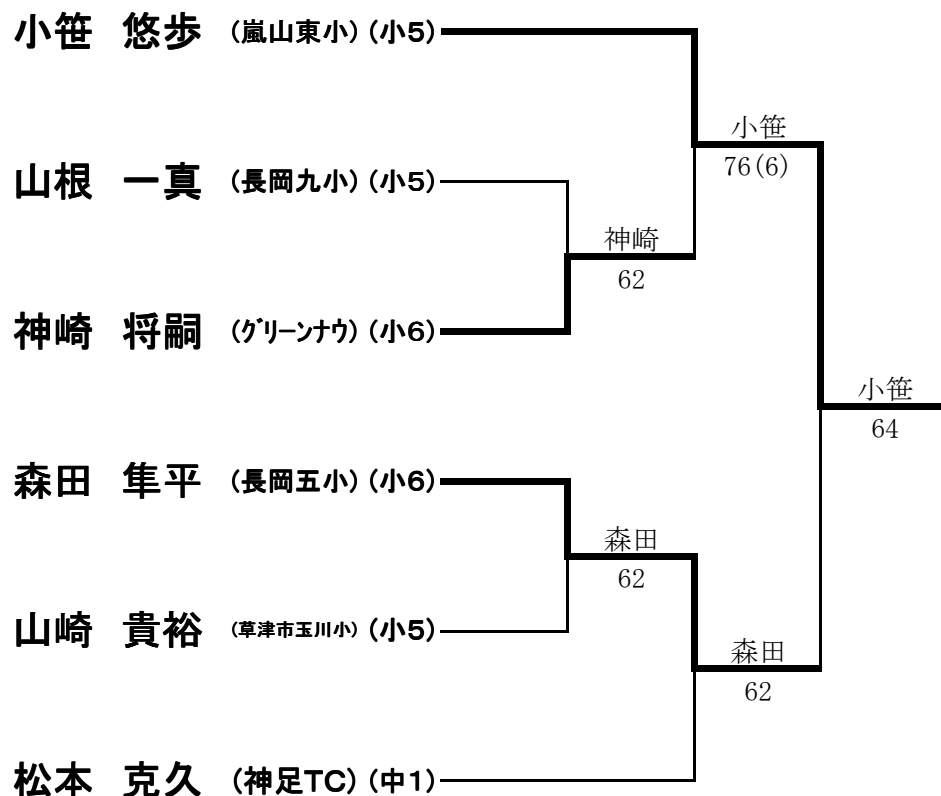 小笹 悠歩 (嵐山東小) (小5)
小笹
76(6)
山根 一真 (長岡九小) (小5)
神崎
62
神崎 将嗣 (ｸﾞﾘｰﾝﾅｳ) (小6)
小笹
64
森田 隼平 (長岡五小) (小6)
森田
62
山崎 貴裕 (草津市玉川小) (小5)
森田
62
松本 克久 (神足TC) (中1)